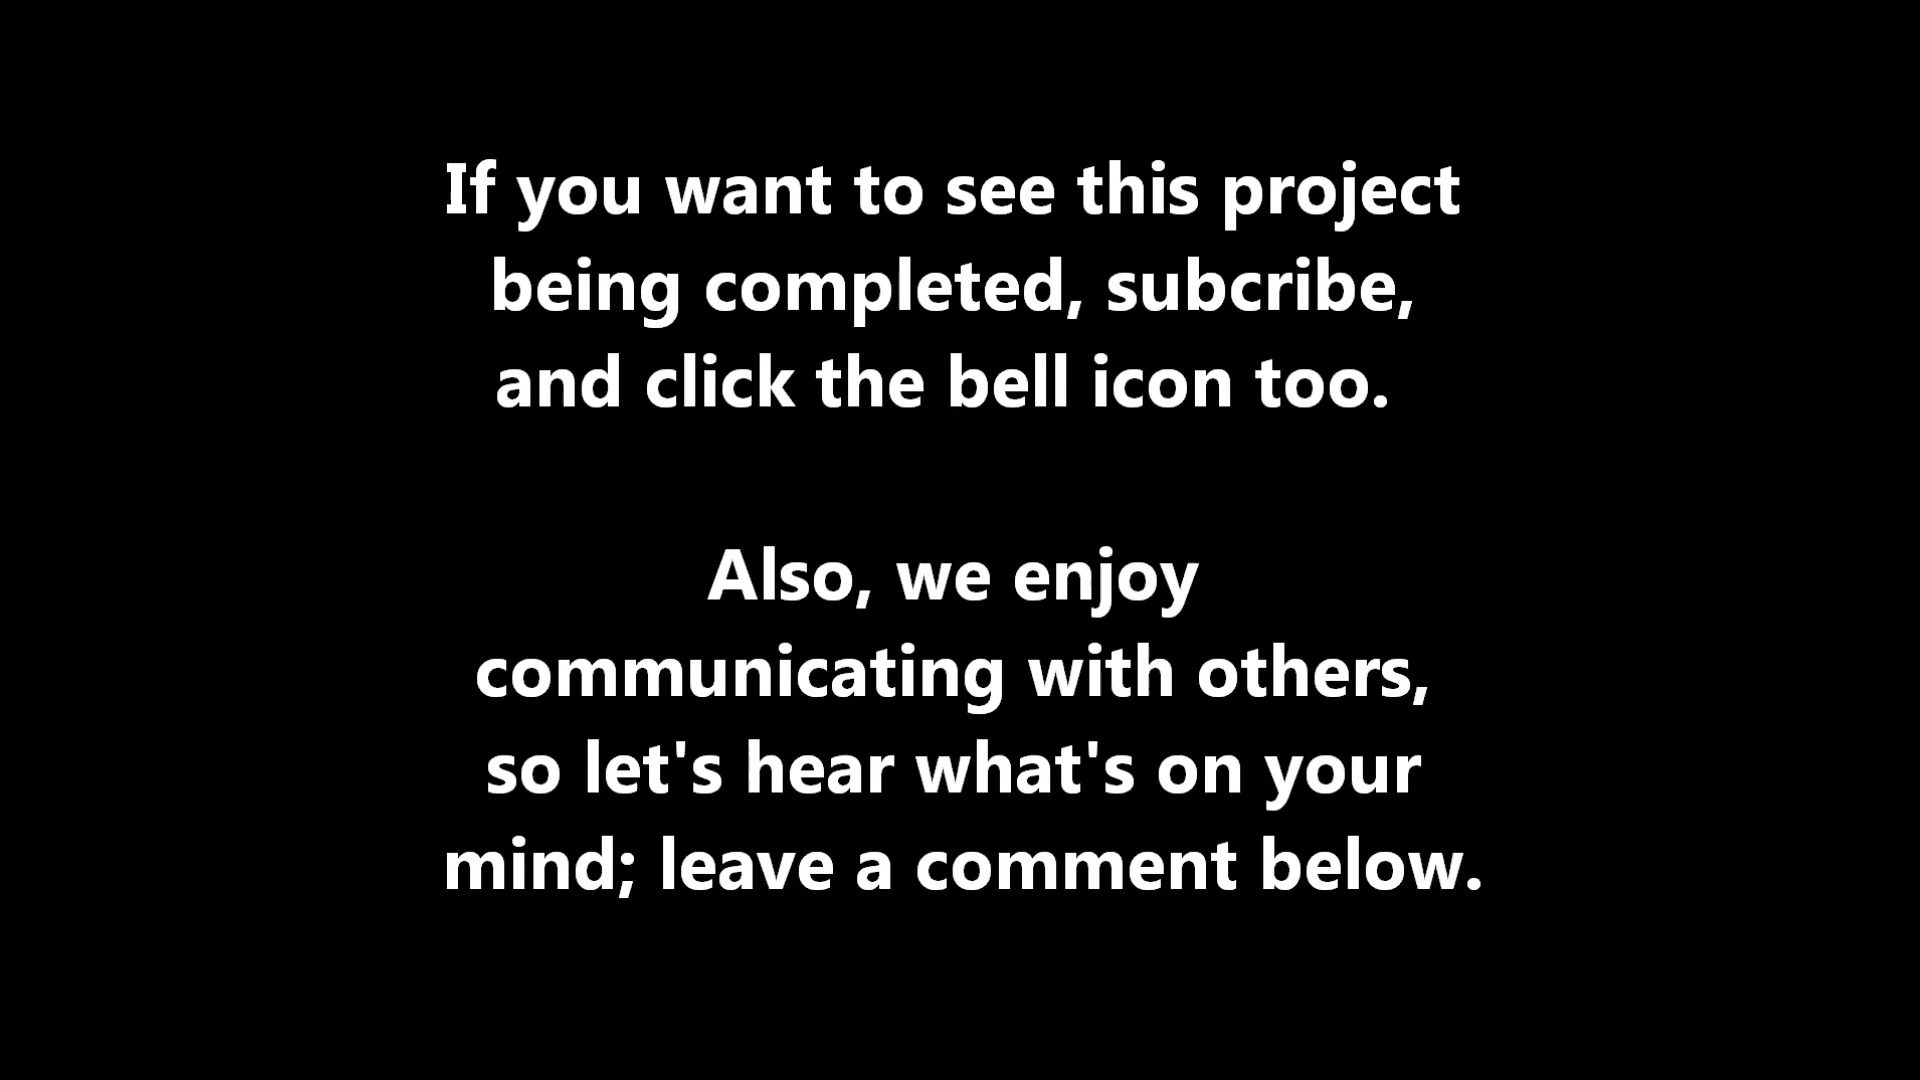 If you want to see this project
being completed, subcribe,
and click the bell icon too.
Also, we enjoy
communicating with others,
so let's hear what's on your
mind; leave a comment below.